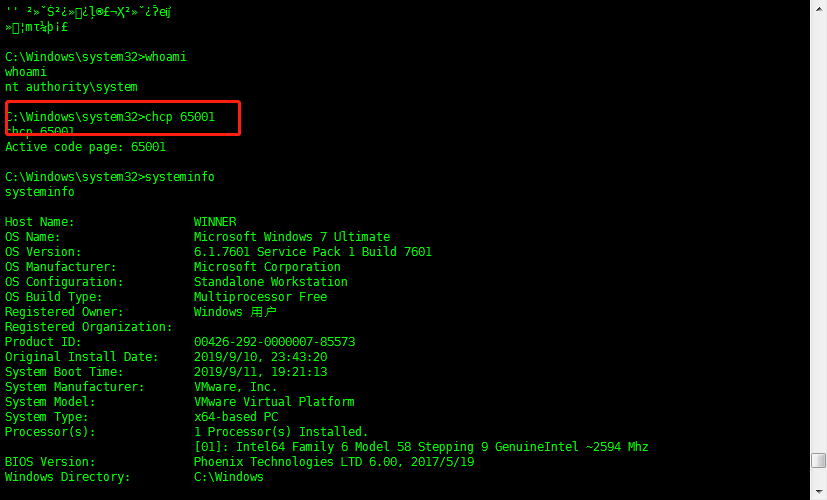 C:\Windows\system32>whoami
whoami
nt authority\system
C:\Windows\system32>chcp 65001
chcp 65001
Active code page: 65001
C:\Windows\system32>systeminfo
systeminfo
Host Name: WINNER
OS Name: Microsoft Windows 7 Ultimate
OS Version: 6.1.7601 Service Pack 1 Build 7601
OS Manufacturer: Microsoft Corporation
OS Configuration: Standalone Workstation
OS Build Type: Multiprocessor Free
Registered Owner: Windows 用户
Registered Organization:
Product ID: 00426-292-0000007-85573
Original Install Date: 2019/9/10, 23:43:20
System Boot Time: 2019/9/11, 19:21:13
System Manufacturer: VMware, Inc.
System Model: VMware Virtual Platform
System Type: x64-based PC
Processor(s): 1 Processor(s) Installed.
[01]: Intel64 Family 6 Model 58 Stepping 9 GenuineIntel ~2594 Mhz
BIOS Version: Phoenix Technologies LTD 6.00, 2017/5/19
Windows Directory: C:\Windows